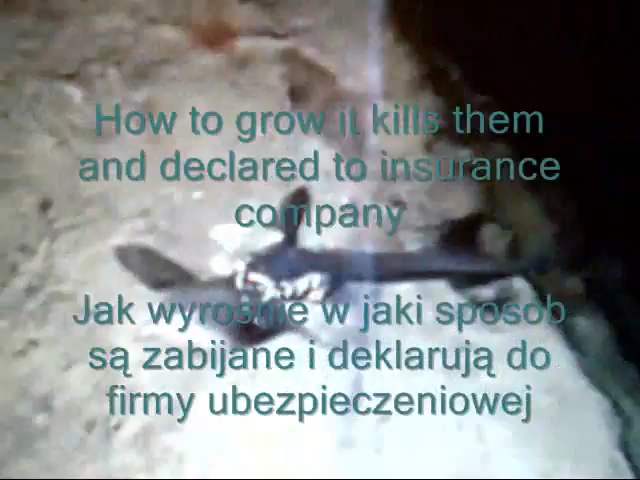 How to grow it kills them
and declared to insurance
company
Jak wyrośnie w jaki sposób
są zabijane i deklarują do
firmy ubezpieczeniowej